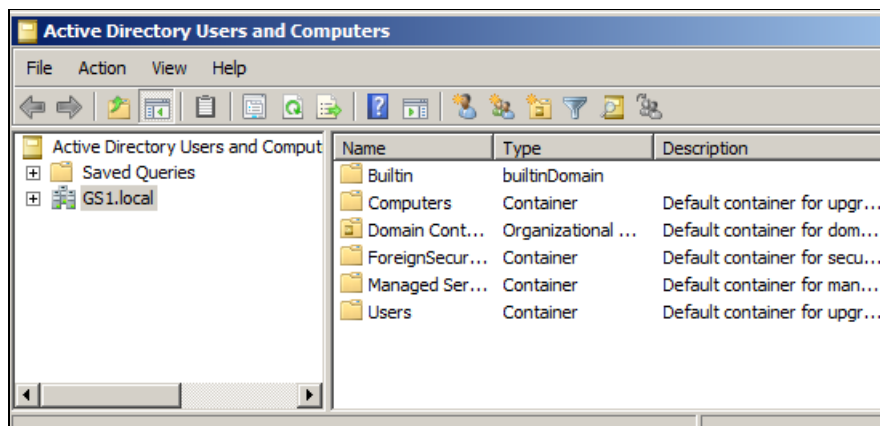 Active Directory Users and Computers
File Action View Help
Active Directory Users and Comput
Saved Queries
GS1.local
Name Type Description
Builtin builtinDomain
Computers Container Default container for upgr...
Domain Cont... Organizational ... Default container for dom...
ForeignSecur... Container Default container for secu...
Managed Ser... Container Default container for man...
Users Container Default container for upgr...